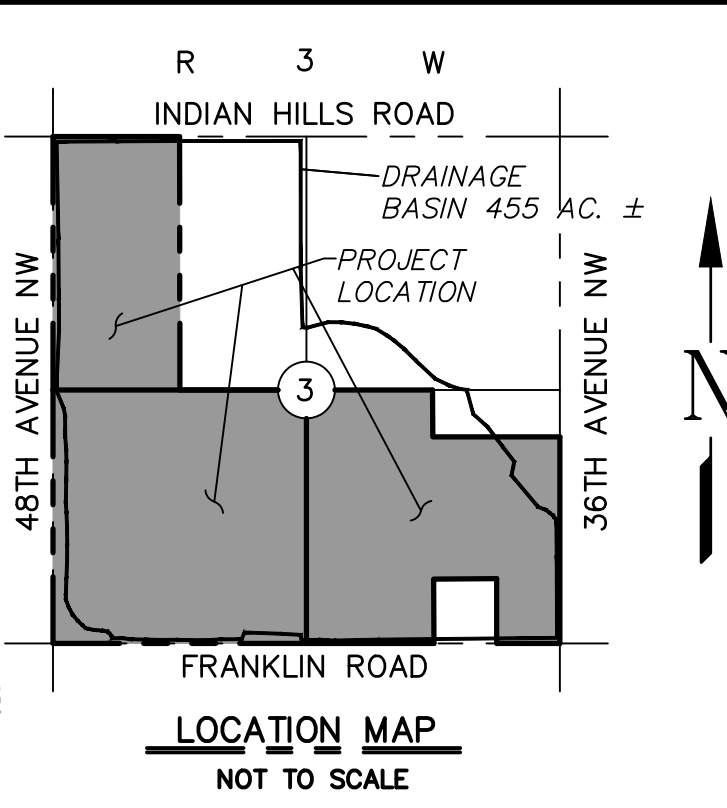 R 3 W
INDIAN HILLS ROAD
DRAINAGE
BASIN 455 AC. ±
PROJECT
LOCATION
48TH AVENUE NW
36TH AVENUE NW
N
3
FRANKLIN ROAD
LOCATION MAP
NOT TO SCALE